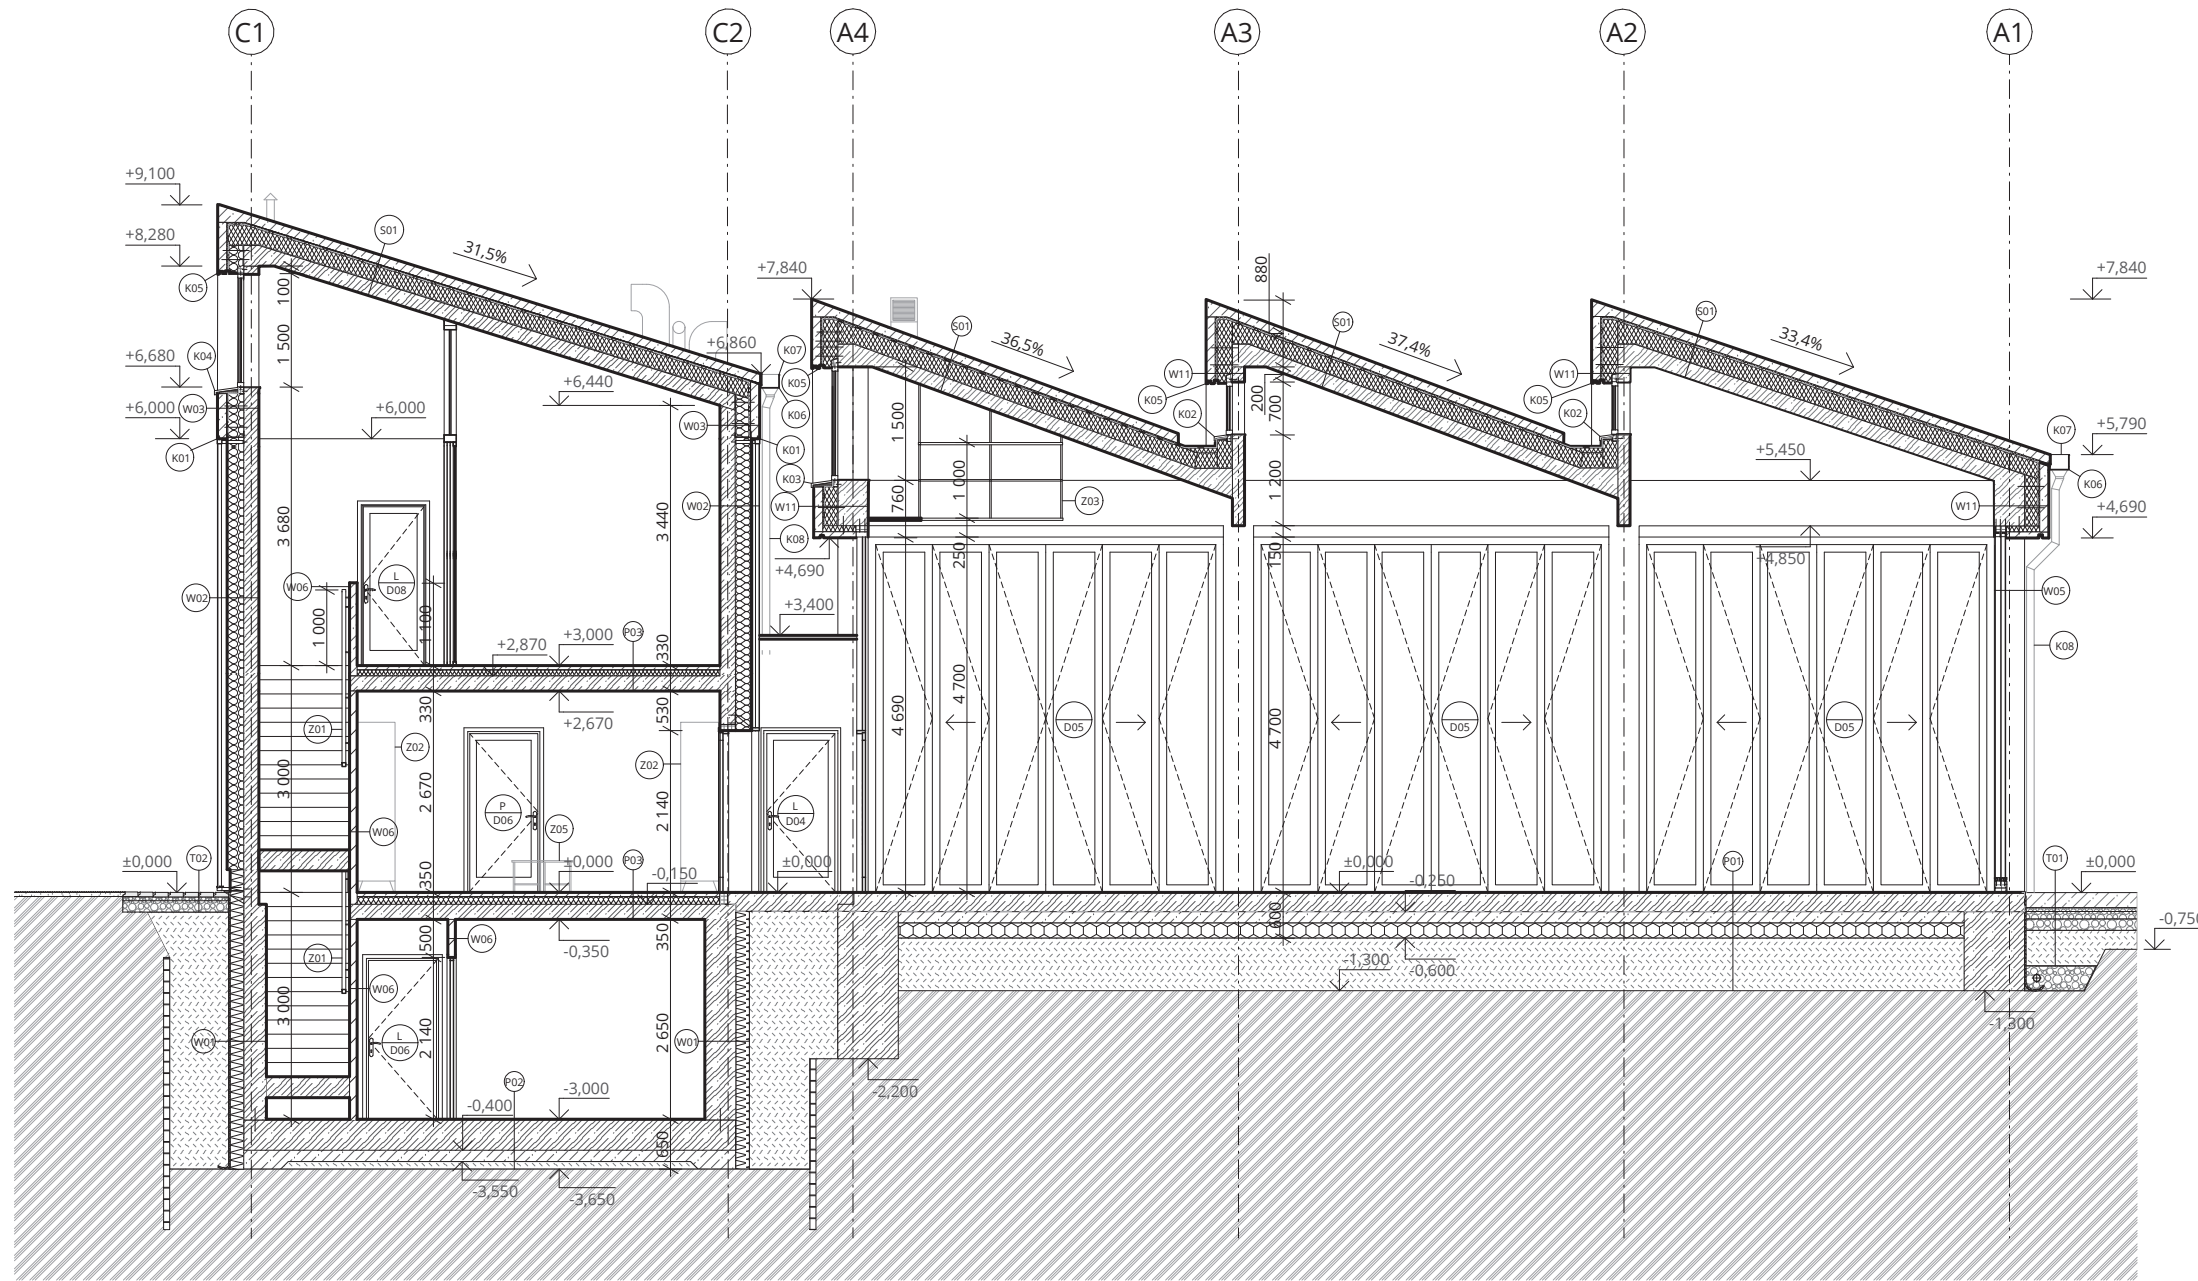 C1
C2
A4
A3
A2
A1
+9,100
+8,280
+6,680
+6,000
K05
K04
W03
K01
W02
S01
31,5%
100
1 500
3 680
+6,000
+6,440
+6,860
W03
K01
W02
3 440
K07
K05
K06
K03
W11
K08
+7,840
+4,690
+3,400
S01
36,5%
1 500
760
1 000
250
Z03
880
W11
K05
K02
200
700
1 200
150
S01
37,4%
W11
K05
K02
S01
33,4%
+7,840
+5,450
+4,850
K07
+5,790
K06
W11
+4,690
W05
K08
W06
1 000
L
D08
1 100
+2,870
+3,000
P03
330
Z01
330
+2,670
530
Z02
Z02
3 000
2 670
P
D06
2 140
L
D04
4 690
4 700
D05
4 700
D05
D05
W06
Z05
±0,000
T02
350
±0,000
P03
-0,150
±0,000
±0,000
-0,250
P01
T01
±0,000
-0,750
500
W06
-0,350
350
600
-1,300
-0,600
-1,300
Z01
W06
3 000
W01
L
D06
2 140
2 650
W01
-2,200
P02
-0,400
-3,000
650
-3,550
-3,650